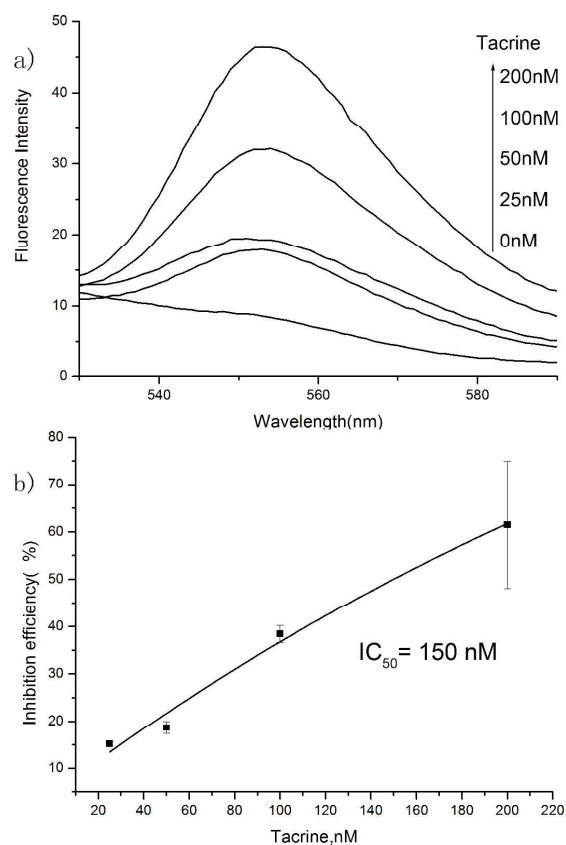 a)
50
40
30
20
10
0
Fluorescence Intensity
Tacrine
200nM
100nM
50nM
25nM
0nM
540
560
580
Wavelength(nm)
b)
80
70
60
50
40
30
20
10
Inhibition efficiency( %)
IC50= 150 nM
20
40
60
80
100
120
140
160
180
200
220
Tacrine,nM